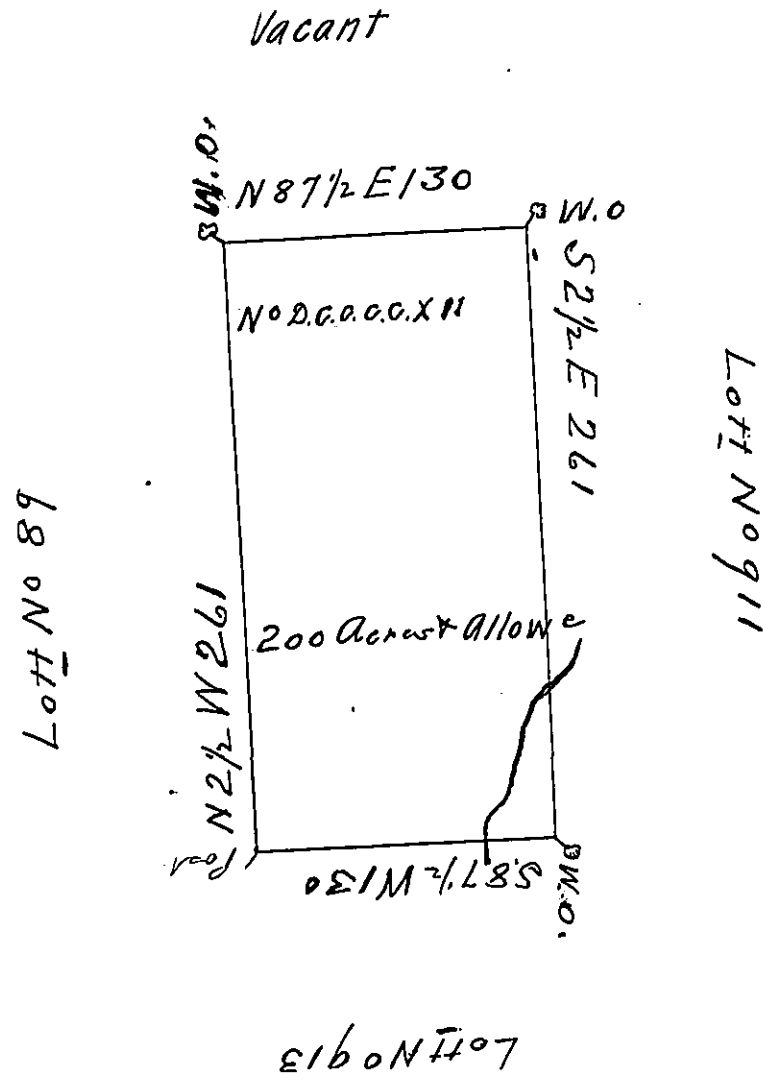 Vacant
W.O.
N 87½ E 130
W.O
S 2½ E 261
No D.C.C.C.C.X II
Lott No 911
Lott No 89
N 2½ W 261
200 Acres & Allowe
Post
S.87½ W 130
W.O.
Lott No 913